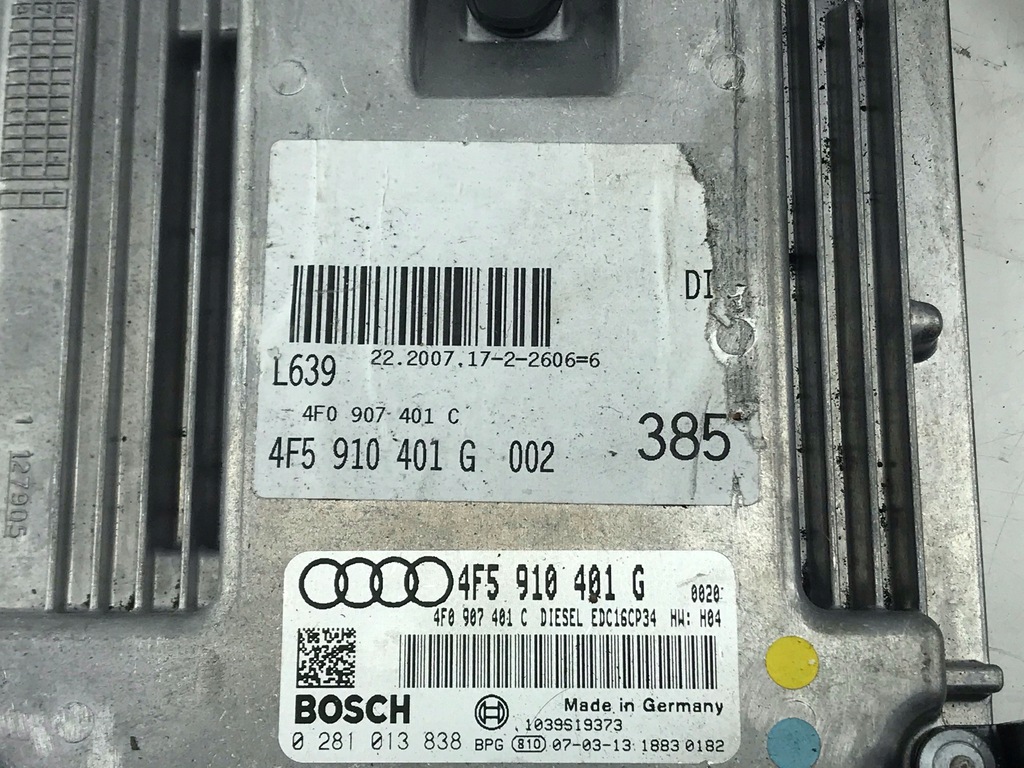 DI
22.2007.17-2-2606=6
L639
4F0 907 401 C
385
4F5 910 401 G 002
1 127905
4F5 910 401 G 0020
4F0 907 401 C DIESEL EDC16CP34 HW: H04
BOSCH
Made in Germany
1039S19373
0 281 013 838 BPG 810 07-03-13 1883 0182